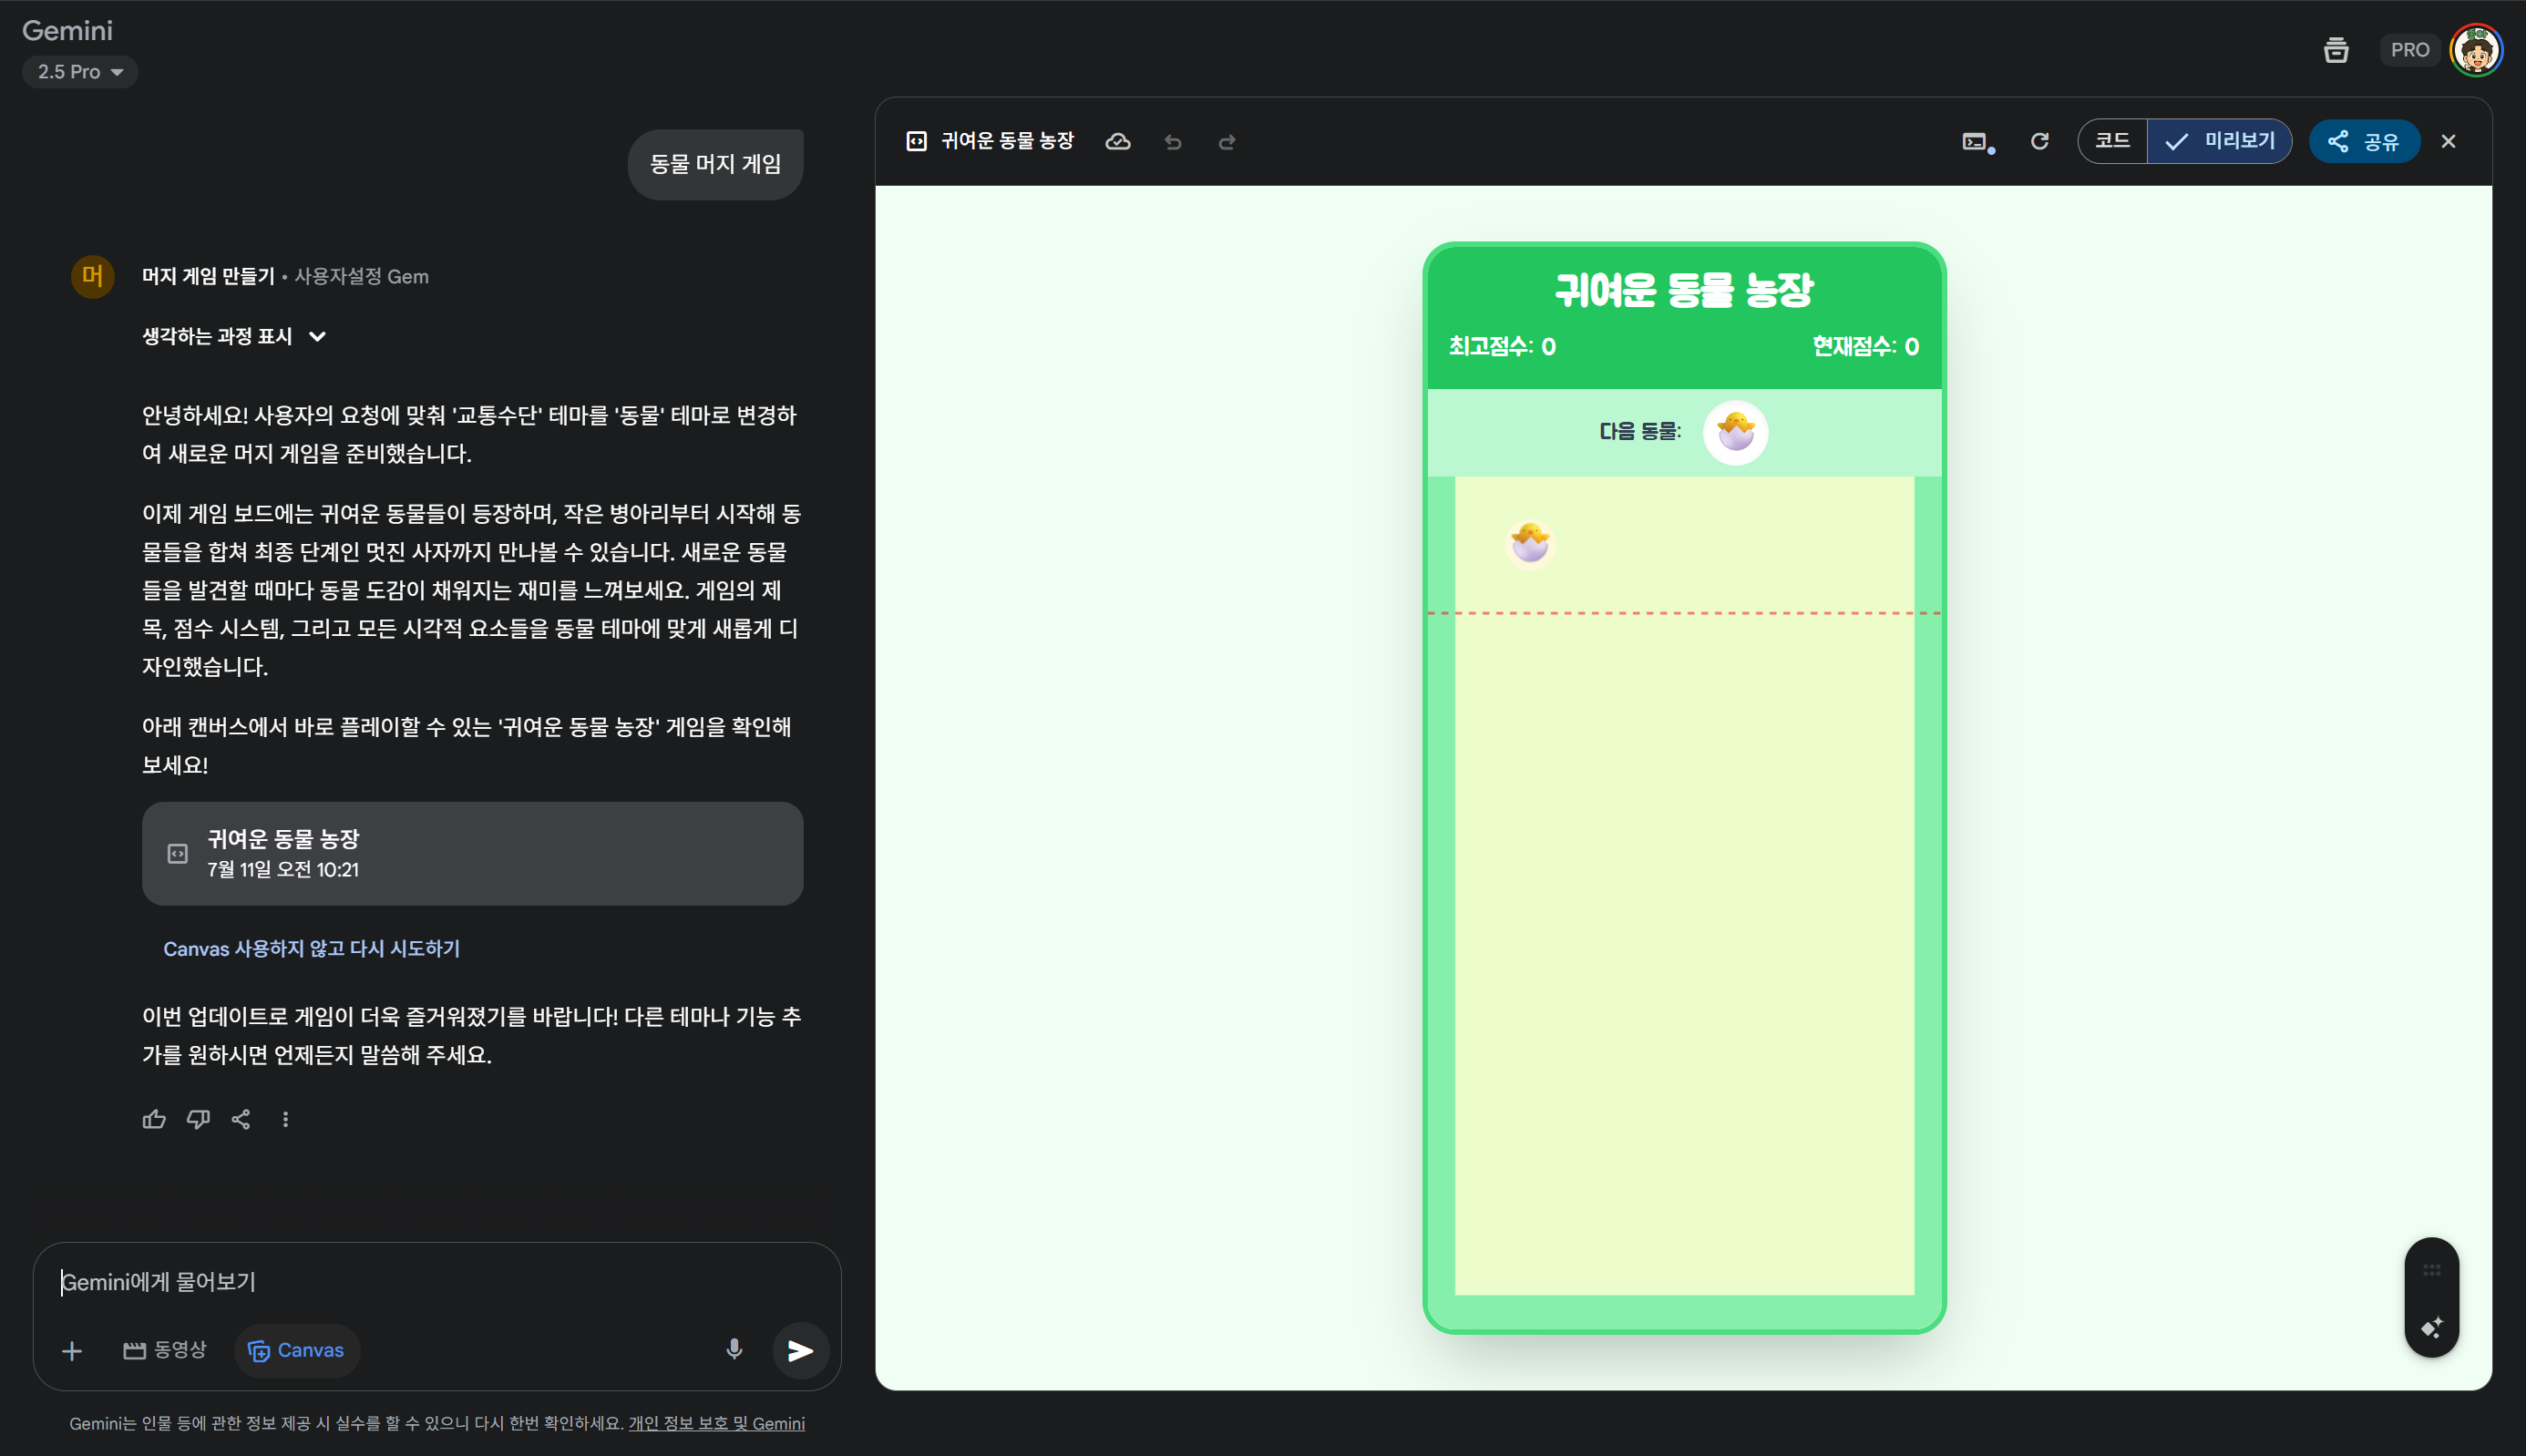 Gemini
2.5 Pro
PRO
동물 머지 게임
머
머지 게임 만들기 • 사용자설정 Gem
생각하는 과정 표시
안녕하세요! 사용자의 요청에 맞춰 '교통수단' 테마를 '동물' 테마로 변경하
여 새로운 머지 게임을 준비했습니다.
이제 게임 보드에는 귀여운 동물들이 등장하며, 작은 병아리부터 시작해 동
물들을 합쳐 최종 단계인 멋진 사자까지 만나볼 수 있습니다. 새로운 동물
들을 발견할 때마다 동물 도감이 채워지는 재미를 느껴보세요. 게임의 제
목, 점수 시스템, 그리고 모든 시각적 요소들을 동물 테마에 맞게 새롭게 디
자인했습니다.
아래 캔버스에서 바로 플레이할 수 있는 '귀여운 동물 농장' 게임을 확인해
보세요!
귀여운 동물 농장
7월 11일 오전 10:21
Canvas 사용하지 않고 다시 시도하기
이번 업데이트로 게임이 더욱 즐거워졌기를 바랍니다! 다른 테마나 기능 추
가를 원하시면 언제든지 말씀해 주세요.
Gemini에게 물어보기
동영상
Canvas
Gemini는 인물 등에 관한 정보 제공 시 실수를 할 수 있으니 다시 한번 확인하세요. 개인 정보 보호 및 Gemini
귀여운 동물 농장
코드
미리보기
공유
귀여운 동물 농장
최고점수: 0
현재점수: 0
다음 동물: